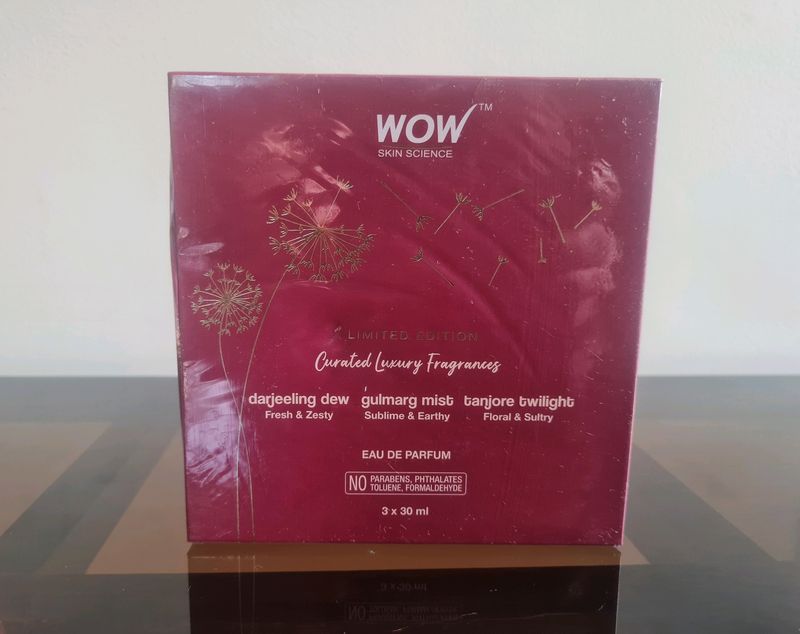 WOW™
SKIN SCIENCE
LIMITED EDITION
Curated Luxury Fragrances
darjeeling dew gulmarg mist tanjore twilight
Fresh & Zesty Sublime & Earthy Floral & Sultry
EAU DE PARFUM
NO PARABENS, PHTHALATES
TOLUENE, FORMALDEHYDE
3 x 30 ml